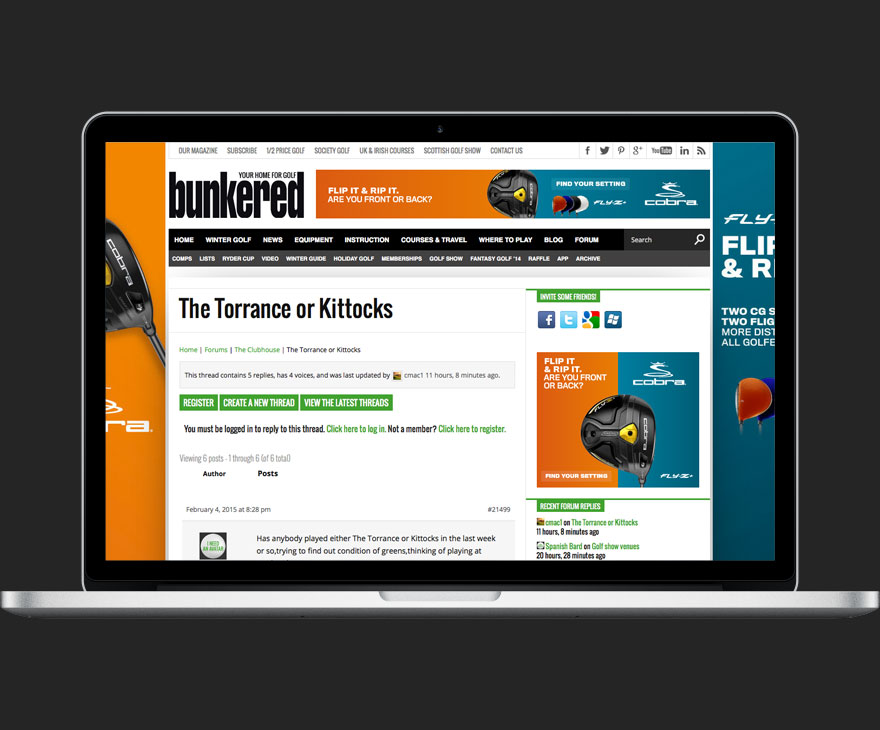 OUR MAGAZINE SUBSCRIBE 1/2 PRICE GOLF SOCIETY GOLF UK & IRISH COURSES SCOTTISH GOLF SHOW CONTACT US
You Tube
YOUR HOME FOR GOLF
bunkered
FLIP IT & RIP IT.
ARE YOU FRONT OR BACK?
FIND YOUR SETTING
FLY-Z+
cobra
HOME WINTER GOLF NEWS EQUIPMENT INSTRUCTION COURSES & TRAVEL WHERE TO PLAY BLOG FORUM Search
COMPS LISTS RYDER CUP VIDEO WINTER GUIDE HOLIDAY GOLF MEMBERSHIPS GOLF SHOW FANTASY GOLF '14 RAFFLE APP ARCHIVE
The Torrance or Kittocks
Home | Forums | The Clubhouse | The Torrance or Kittocks
This thread contains 5 replies, has 4 voices, and was last updated by cmac1 11 hours, 8 minutes ago.
REGISTER CREATE A NEW THREAD VIEW THE LATEST THREADS
You must be logged in to reply to this thread. Click here to log in. Not a member? Click here to register.
Viewing 6 posts - 1 through 6 (of 6 total)
Author Posts
February 4, 2015 at 8:28 pm #21499
I NEED
AN AVATAR
Has anybody played either The Torrance or Kittocks in the last week
or so,trying to find out condition of greens,thinking of playing at
INVITE SOME FRIENDS!
FLIP IT
& RIP IT.
ARE YOU FRONT
OR BACK?
cobra
cobra
FIND YOUR SETTING
FLY-Z+
RECENT FORUM REPLIES
cmac1 on The Torrance or Kittocks
11 hours, 8 minutes ago
Spanish Bard on Golf show venues
20 hours, 28 minutes ago
cobra
ra.
FLY-
FLIP
& R
TWO CG S
TWO FLIG
MORE DIST
ALL GOLFE